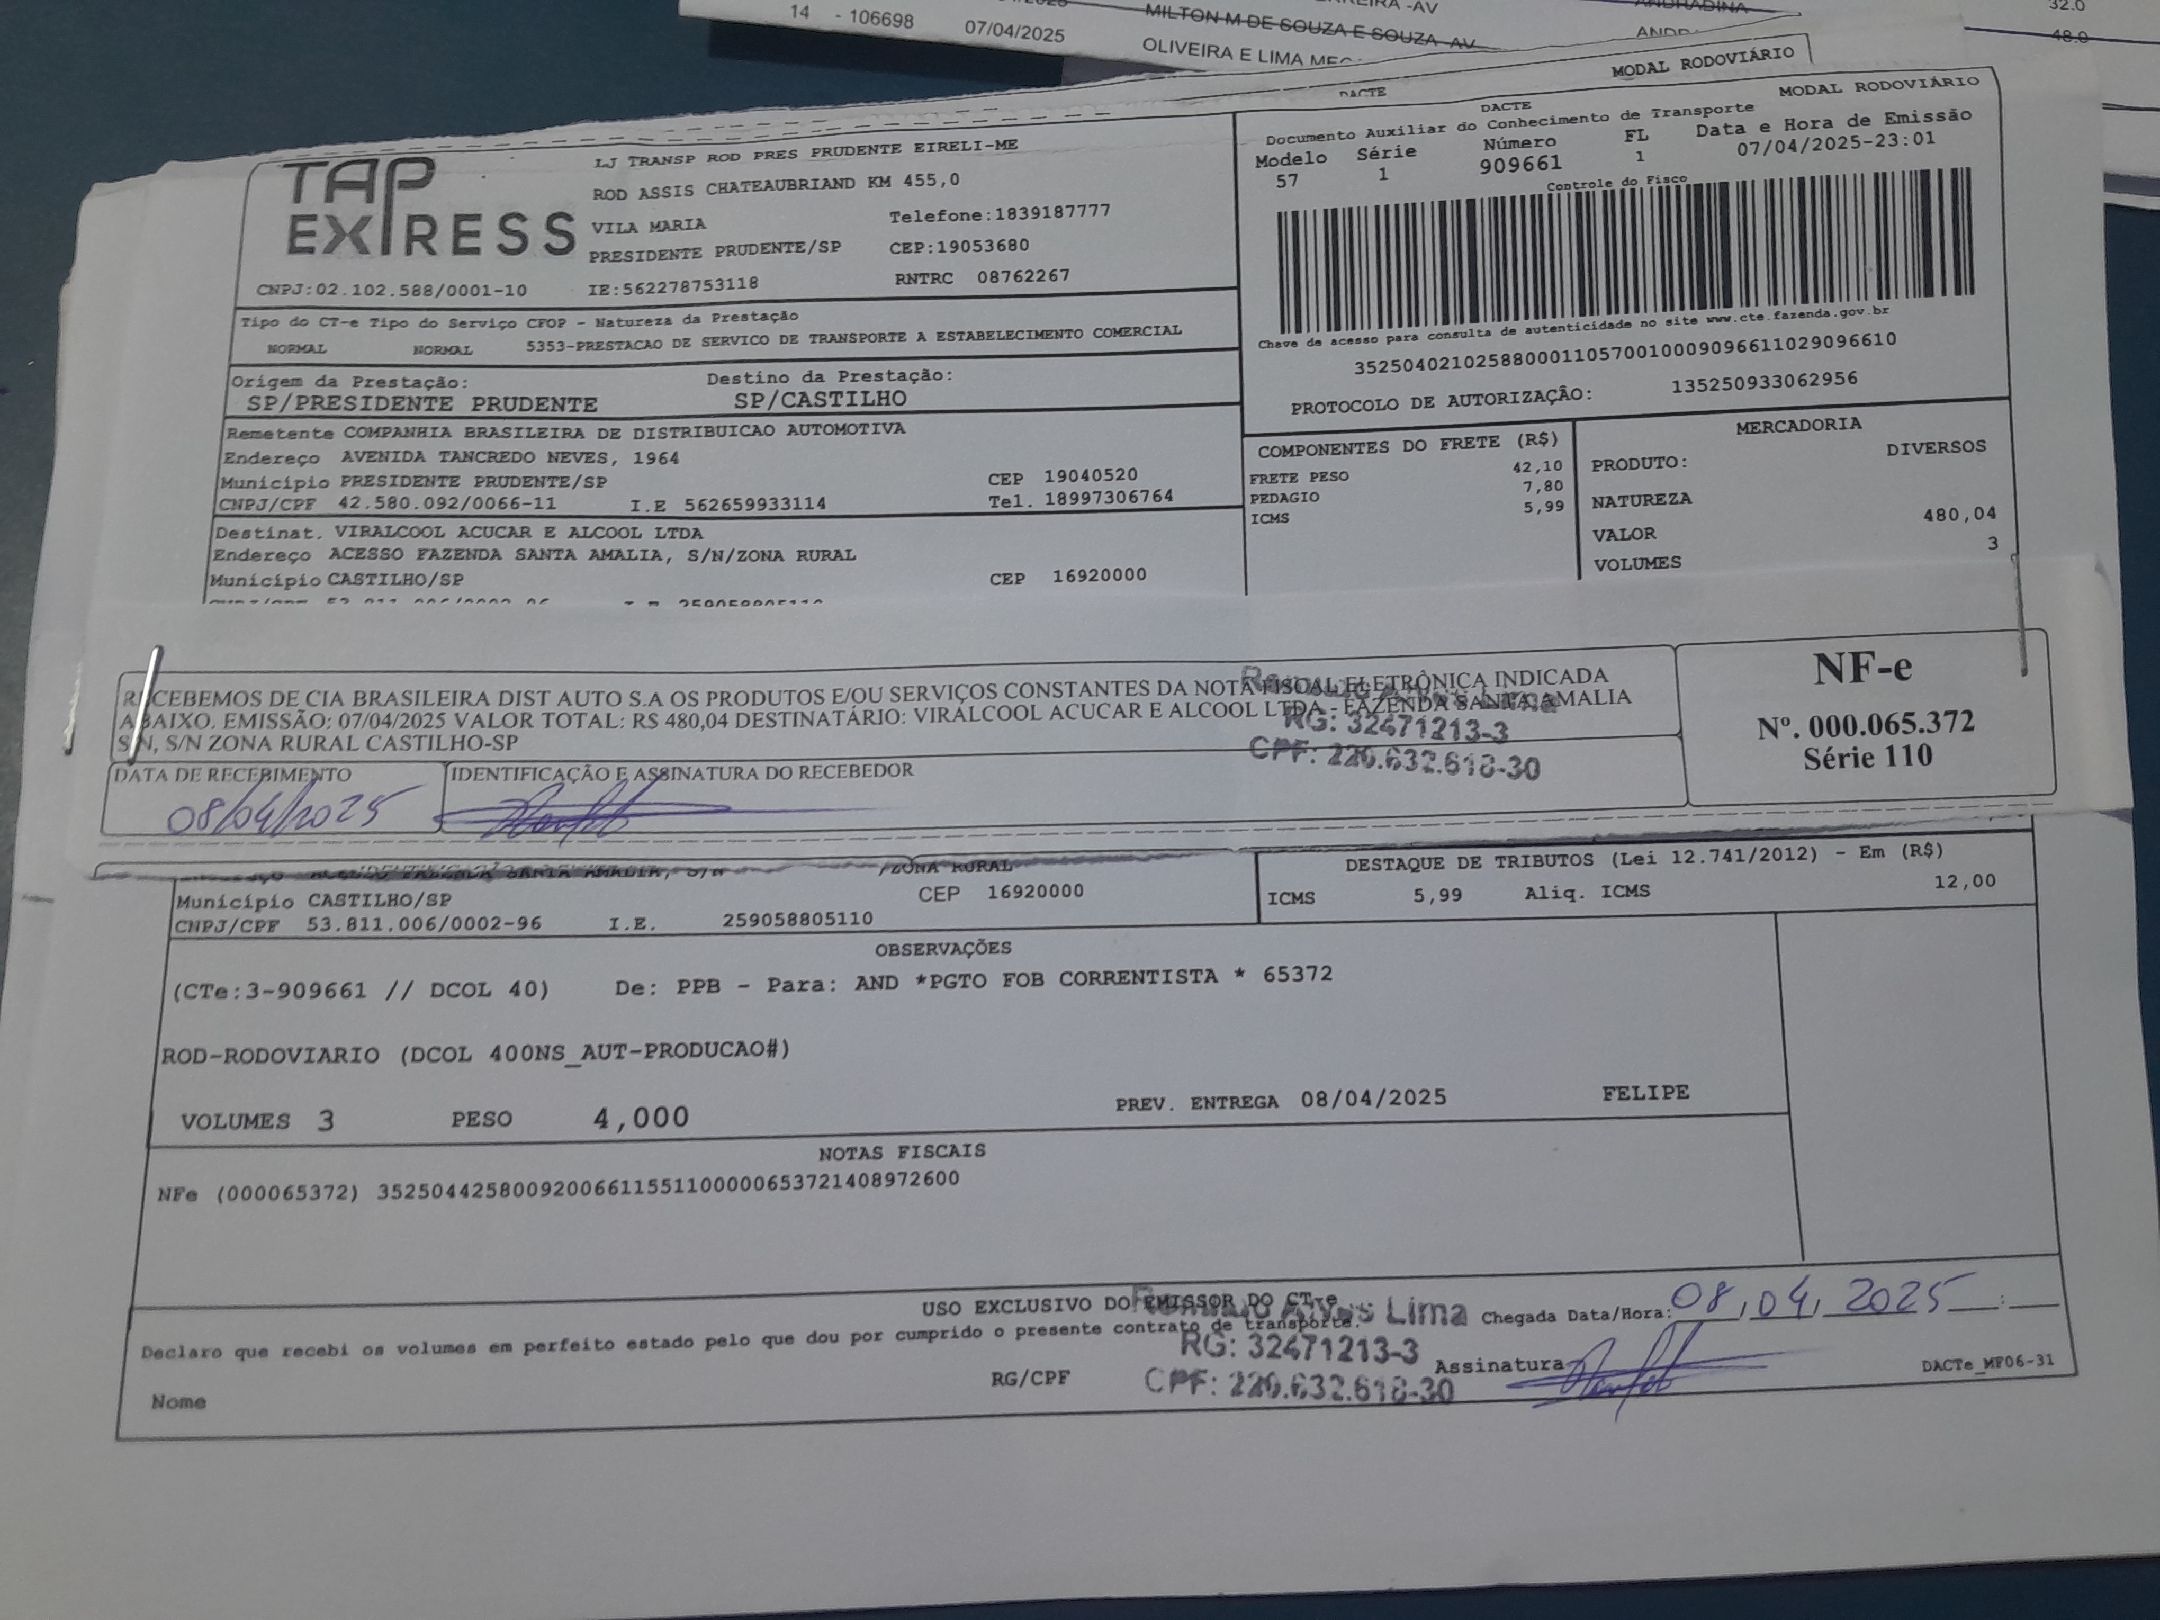 14 - 106698 07/04/2025 MILTON M DE SOUZA E SOUZA -AV 32.0
OLIVEIRA E LIMA 48.0
DACTE MODAL RODOVIÁRIO
DACTE MODAL RODOVIÁRIO
Documento Auxiliar do Conhecimento de Transporte
Modelo Série Número FL Data e Hora de Emissão
57 1 909661 1 07/04/2025-23:01
Controle do Fisco
TAP EXPRESS
LJ TRANSP ROD PRES PRUDENTE EIRELI-ME
ROD ASSIS CHATEAUBRIAND KM 455,0
VILA MARIA Telefone:1839187777
PRESIDENTE PRUDENTE/SP CEP:19053680
CNPJ:02.102.588/0001-10 IE:562278753118 RNTRC 08762267
Tipo do CT-e Tipo do Serviço CFOP - Natureza da Prestação
NORMAL NORMAL 5353-PRESTACAO DE SERVICO DE TRANSPORTE A ESTABELECIMENTO COMERCIAL
Chave de acesso para consulta de autenticidade no site www.cte.fazenda.gov.br
35250402102588000110570010009096611029096610
PROTOCOLO DE AUTORIZAÇÂO: 135250933062956
Origem da Prestação: Destino da Prestação:
SP/PRESIDENTE PRUDENTE SP/CASTILHO
Remetente COMPANHIA BRASILEIRA DE DISTRIBUICAO AUTOMOTIVA
Endereço AVENIDA TANCREDO NEVES, 1964
Município PRESIDENTE PRUDENTE/SP CEP 19040520
CNPJ/CPF 42.580.092/0066-11 I.E 562659933114 Tel. 18997306764
Destinat. VIRALCOOL ACUCAR E ALCOOL LTDA
Endereço ACESSO FAZENDA SANTA AMALIA, S/N/ZONA RURAL
Município CASTILHO/SP CEP 16920000
COMPONENTES DO FRETE (R$)
FRETE PESO 42,10
PEDAGIO 7,80
ICMS 5,99
MERCADORIA
PRODUTO: DIVERSOS
NATUREZA
VALOR 480,04
VOLUMES 3
RECEBEMOS DE CIA BRASILEIRA DIST AUTO S.A OS PRODUTOS E/OU SERVIÇOS CONSTANTES DA NOTA FISCAL ELETRÔNICA INDICADA
ABAIXO. EMISSÃO: 07/04/2025 VALOR TOTAL: R$ 480,04 DESTINATÁRIO: VIRALCOOL ACUCAR E ALCOOL LTDA - FAZENDA SANTA AMALIA
S/N, S/N ZONA RURAL CASTILHO-SP
RG: 32471213-3
CPF: 220.632.618-30
DATA DE RECEBIMENTO IDENTIFICAÇÃO E ASSINATURA DO RECEBEDOR
08/04/2025
NF-e
Nº. 000.065.372
Série 110
/ZONA RURAL
Município CASTILHO/SP CEP 16920000
CNPJ/CPF 53.811.006/0002-96 I.E. 259058805110
DESTAQUE DE TRIBUTOS (Lei 12.741/2012) - Em (R$)
ICMS 5,99 Aliq. ICMS 12,00
OBSERVAÇÕES
(CTe:3-909661 // DCOL 40) De: PPB - Para: AND *PGTO FOB CORRENTISTA * 65372
ROD-RODOVIARIO (DCOL 400NS_AUT-PRODUCAO#)
VOLUMES 3 PESO 4,000 PREV. ENTREGA 08/04/2025 FELIPE
NOTAS FISCAIS
NFe (000065372) 35250442580092006611551100000653721408972600
USO EXCLUSIVO DO EMISSOR DO CT-e
Declaro que recebi os volumes em perfeito estado pelo que dou por cumprido o presente contrato de transporte.
Alves Lima
RG: 32471213-3
CPF: 220.632.618-30
Chegada Data/Hora: 08/04/2025 __:__
Nome RG/CPF Assinatura DACTe_MF06-31